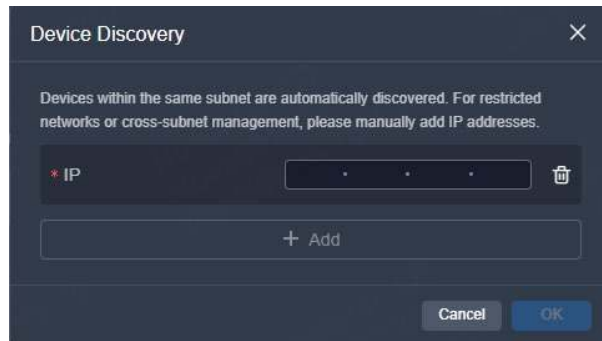 Device Discovery
Devices within the same subnet are automatically discovered. For restricted
networks or cross-subnet management, please manually add IP addresses.
* IP
. . .
+ Add
Cancel
OK